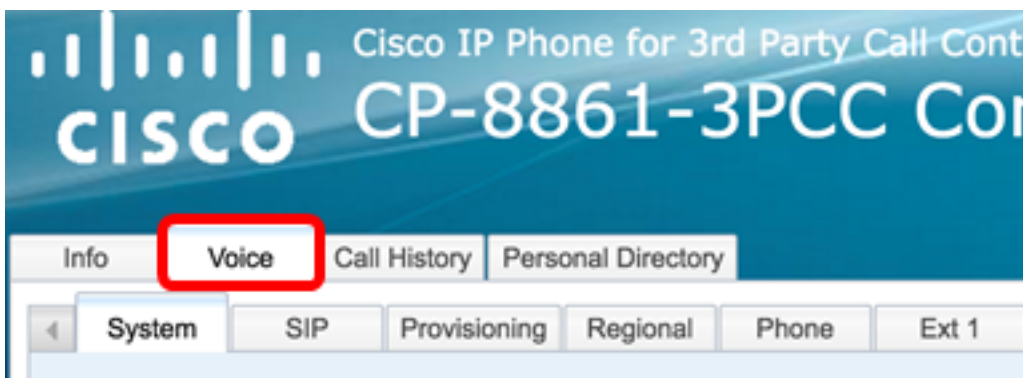 Cisco IP Phone for 3rd Party Call Cont
CISCO
CP-8861-3PCC Co
Info Voice Call History Personal Directory
System SIP Provisioning Regional Phone Ext 1